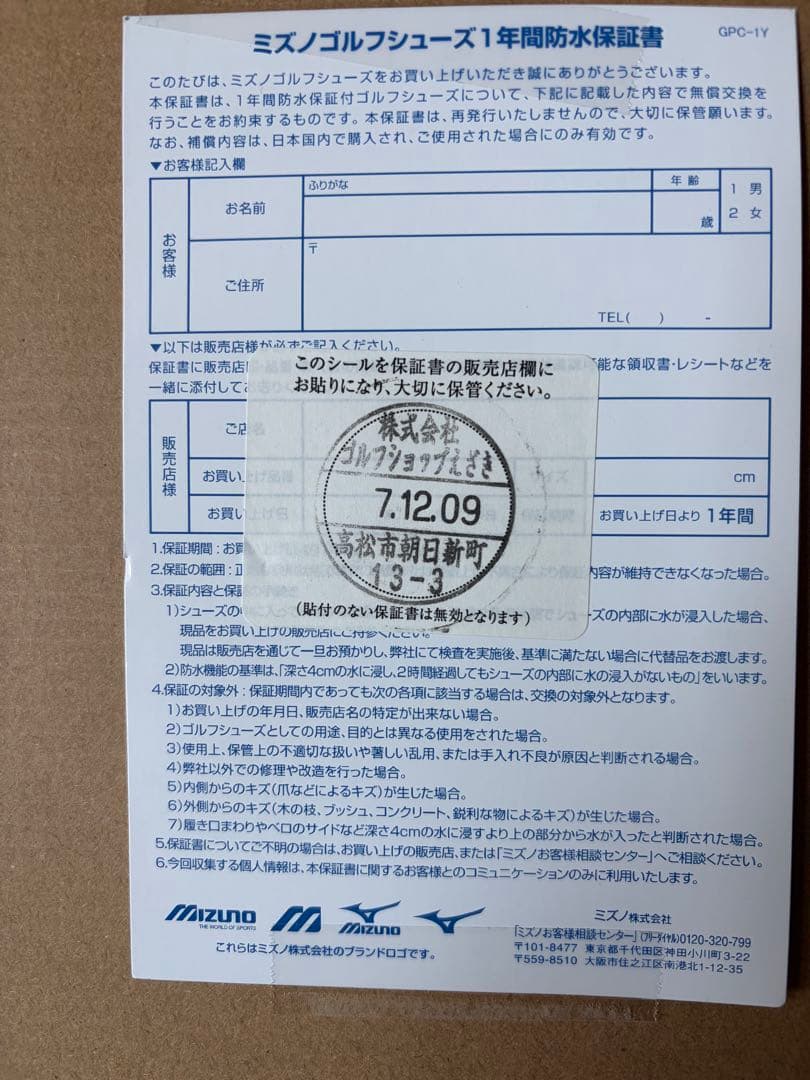 ミズノゴルフシューズ1年間防水保証書
GPC-1Y
このたびは、ミズノゴルフシューズをお買い上げいただき誠にありがとうございます。
本保証書は、1年間防水保証付ゴルフシューズについて、下記に記載した内容で無償交換を
行うことをお約束するものです。本保証書は、再発行いたしませんので、大切に保管願います。
なお、補償内容は、日本国内で購入され、ご使用された場合にのみ有効です。
▼お客様記入欄
お客様
お名前
ふりがな
年齢
歳
1 男
2 女
ご住所
〒
TEL( ) -
▼以下は販売店様が必ずご記入ください。
保証書に販売店
能な領収書・レシートなどを
一緒に添付して
このシールを保証書の販売店欄に
お貼りになり、大切に保管ください。
株式会社
ゴルフショップえざき
7.12.09
高松市朝日新町
13-3
(貼付のない保証書は無効となります)
販売店様
ご店名
お買い上げ品番
サイズ
cm
お買い上げ日
お買い上げ日より 1年間
1.保証期間:お買
2.保証の範囲:正
内容が維持できなくなった場合。
3.保証内容と保証の手続き
1)シューズの中に入っ
シューズの内部に水が浸入した場合、
現品をお買い上げの販売店にご持参ください。
現品は販売店を通じて一旦お預かりし、弊社にて検査を実施後、基準に満たない場合に代替品をお渡します。
2)防水機能の基準は、「深さ4cmの水に浸し、2時間経過してもシューズの内部に水の浸入がないもの」をいいます。
4.保証の対象外:保証期間内であっても次の各項に該当する場合は、交換の対象外となります。
1)お買い上げの年月日、販売店名の特定が出来ない場合。
2)ゴルフシューズとしての用途、目的とは異なる使用をされた場合。
3)使用上、保管上の不適切な扱いや著しい乱用、または手入れ不良が原因と判断される場合。
4)弊社以外での修理や改造を行った場合。
5)内側からのキズ(爪などによるキズ)が生じた場合。
6)外側からのキズ(木の枝、ブッシュ、コンクリート、鋭利な物によるキズ)が生じた場合。
7)履き口まわりやベロのサイドなど深さ4cmの水に浸すより上の部分から水が入ったと判断された場合。
5.保証書についてご不明の場合は、お買い上げの販売店、または「ミズノお客様相談センター」へご相談ください。
6.今回収集する個人情報は、本保証書に関するお客様とのコミュニケーションのみに利用いたします。
MIZUNO
THE WORLD OF SPORTS
MIZUNO
これらはミズノ株式会社のブランドロゴです。
ミズノ株式会社
「ミズノお客様相談センター」(フリーダイヤル)0120-320-799
〒101-8477 東京都千代田区神田小川町3-22
〒559-8510 大阪市住之江区南港北1-12-35